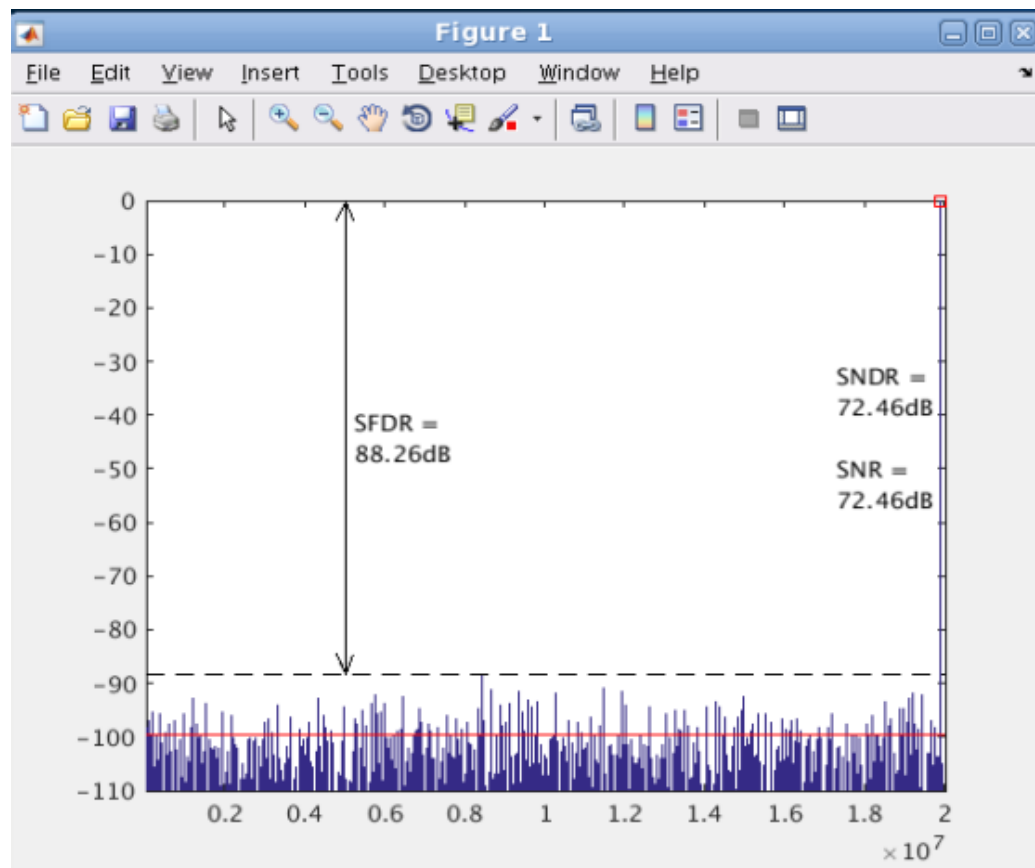 Figure 1
File Edit View Insert Tools Desktop Window Help
0
-10
-20
-30
SNDR =
72.46dB
-40
SFDR =
88.26dB
-50
SNR =
72.46dB
-60
-70
-80
-90
-100
-110
0.2 0.4 0.6 0.8 1 1.2 1.4 1.6 1.8 2
×10⁷